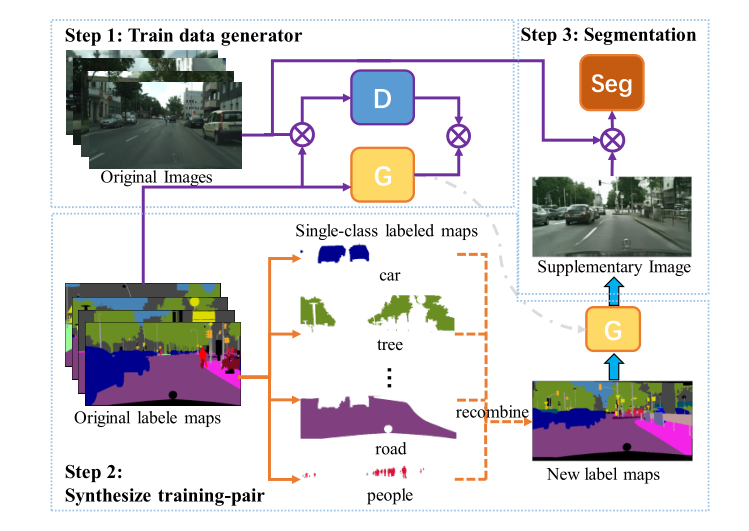 Step 1: Train data generator
Step 3: Segmentation
Seg
D
G
Original Images
Single-class labeled maps
car
Supplementary Image
G
tree
Original labele maps
recombine
road
New label maps
Step 2:
Synthesize training-pair
people